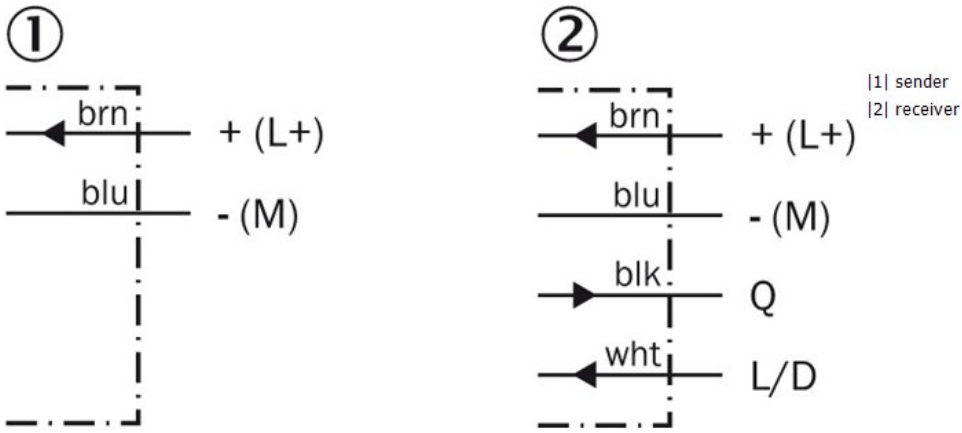 1
brn
+ (L+)
blu
- (M)
2
brn
+ (L+)
blu
- (M)
blk
Q
wht
L/D
|1| sender
|2| receiver